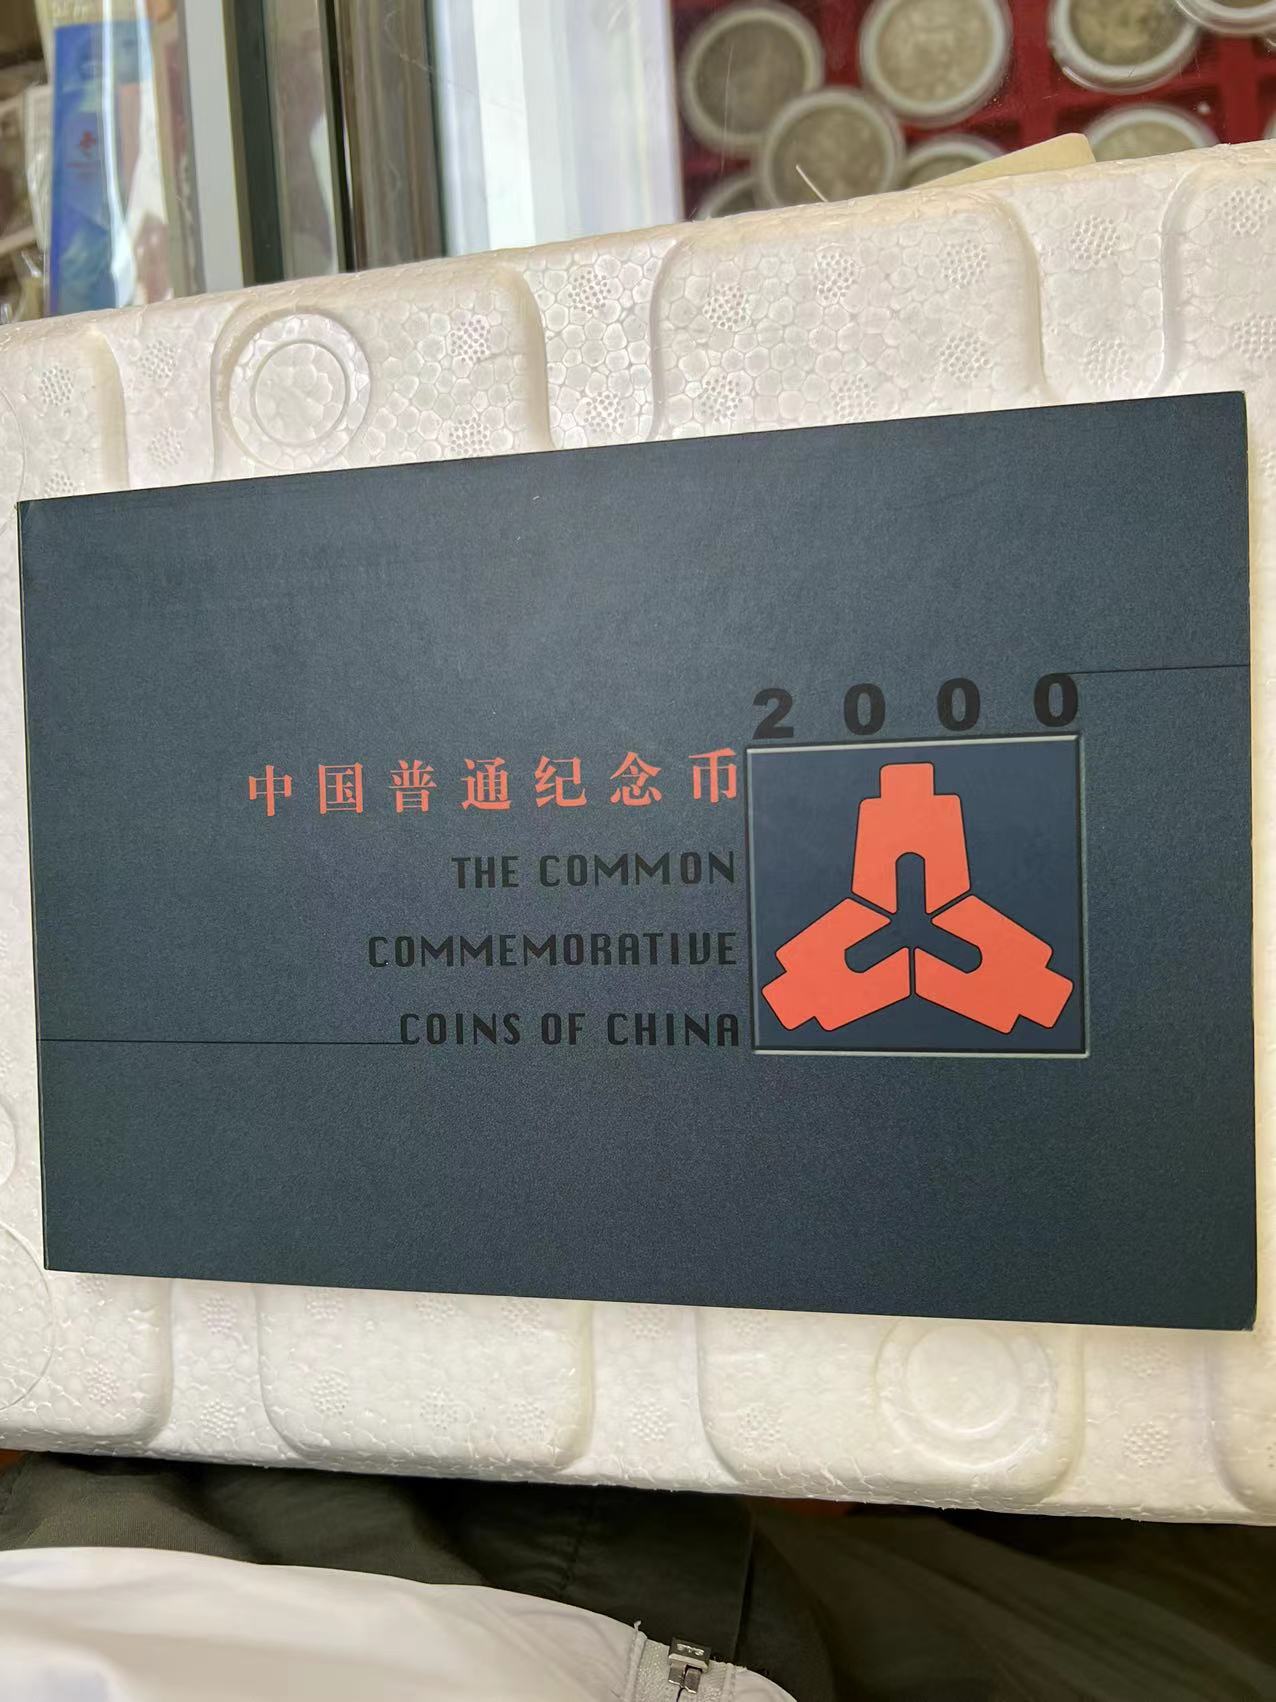 2000
中国普通纪念币
THE COMMON
COMMEMORATIVE
COINS OF CHINA